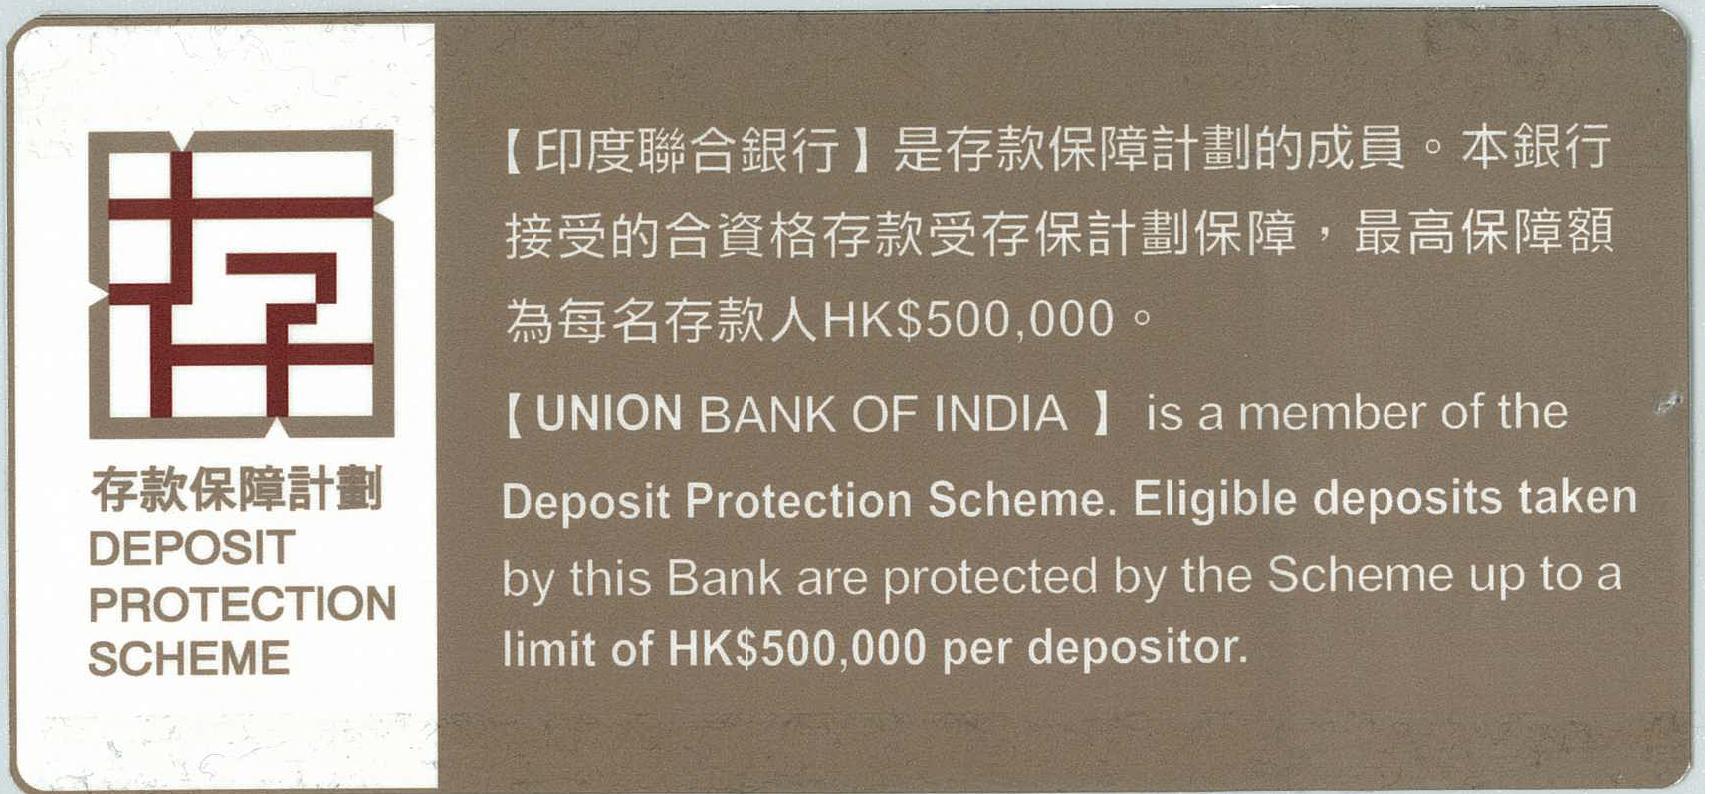 存款保障計劃
DEPOSIT
PROTECTION
SCHEME
【印度聯合銀行】是存款保障計劃的成員。本銀行
接受的合資格存款受存保計劃保障，最高保障額
為每名存款人HK$500,000。
【UNION BANK OF INDIA】 is a member of the
Deposit Protection Scheme. Eligible deposits taken
by this Bank are protected by the Scheme up to a
limit of HK$500,000 per depositor.